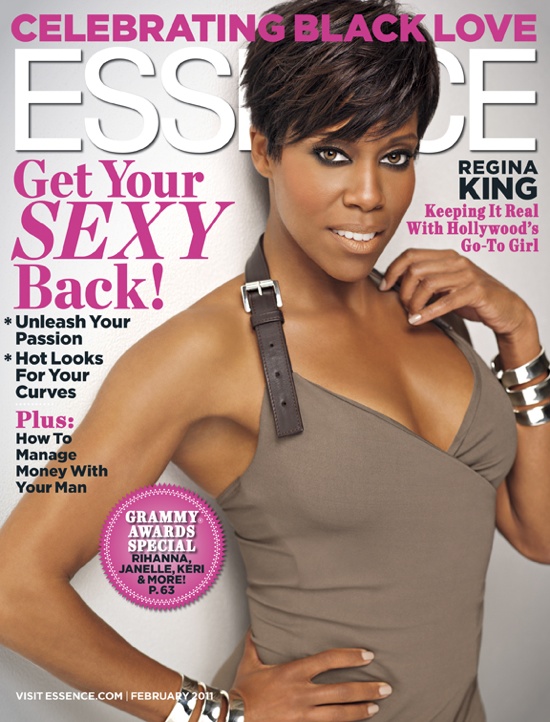 CELEBRATING BLACK LOVE
ESSENCE
Get Your
SEXY
Back!
* Unleash Your
Passion
* Hot Looks
For Your
Curves
Plus:
How To
Manage
Money With
Your Man
REGINA
KING
Keeping It Real
With Hollywood's
Go-To Girl
GRAMMY
AWARDS
SPECIAL
RIHANNA,
JANELLE, KERI
& MORE!
P. 63
VISIT ESSENCE.COM | FEBRUARY 2011